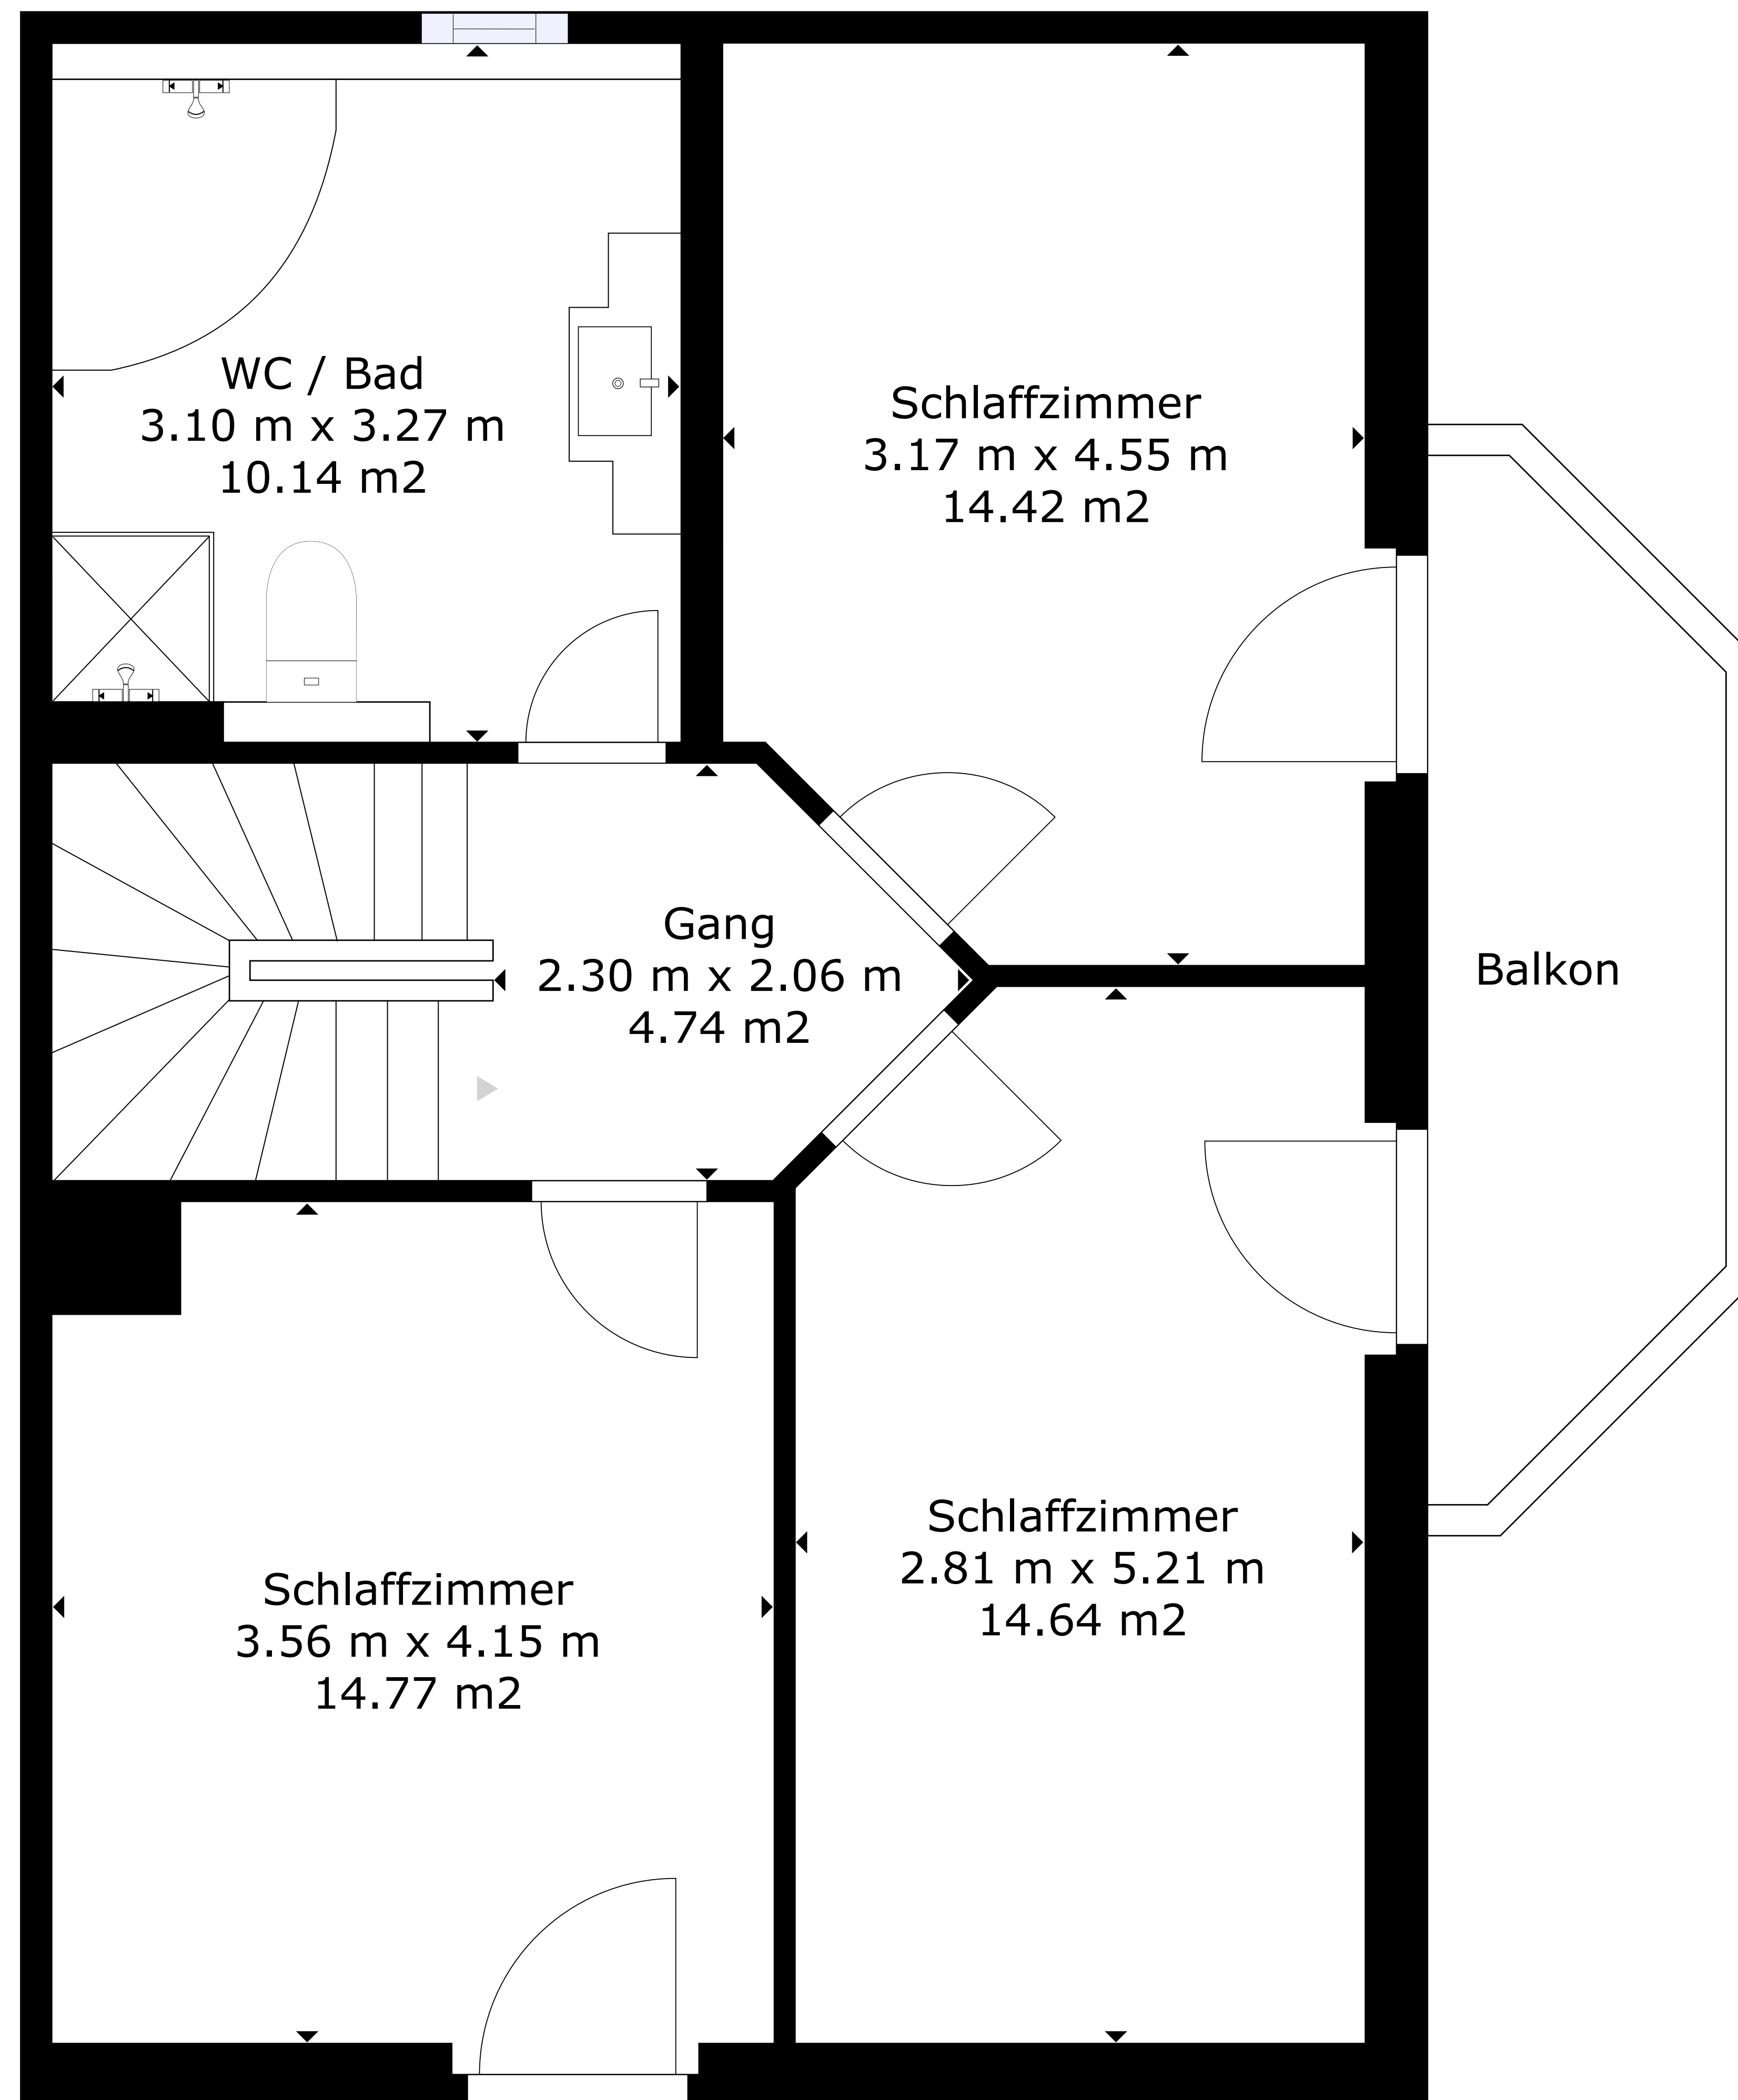 WC / Bad
3.10 m x 3.27 m
10.14 m2
Schlaffzimmer
3.17 m x 4.55 m
14.42 m2
Gang
2.30 m x 2.06 m
4.74 m2
Balkon
Schlaffzimmer
2.81 m x 5.21 m
14.64 m2
Schlaffzimmer
3.56 m x 4.15 m
14.77 m2